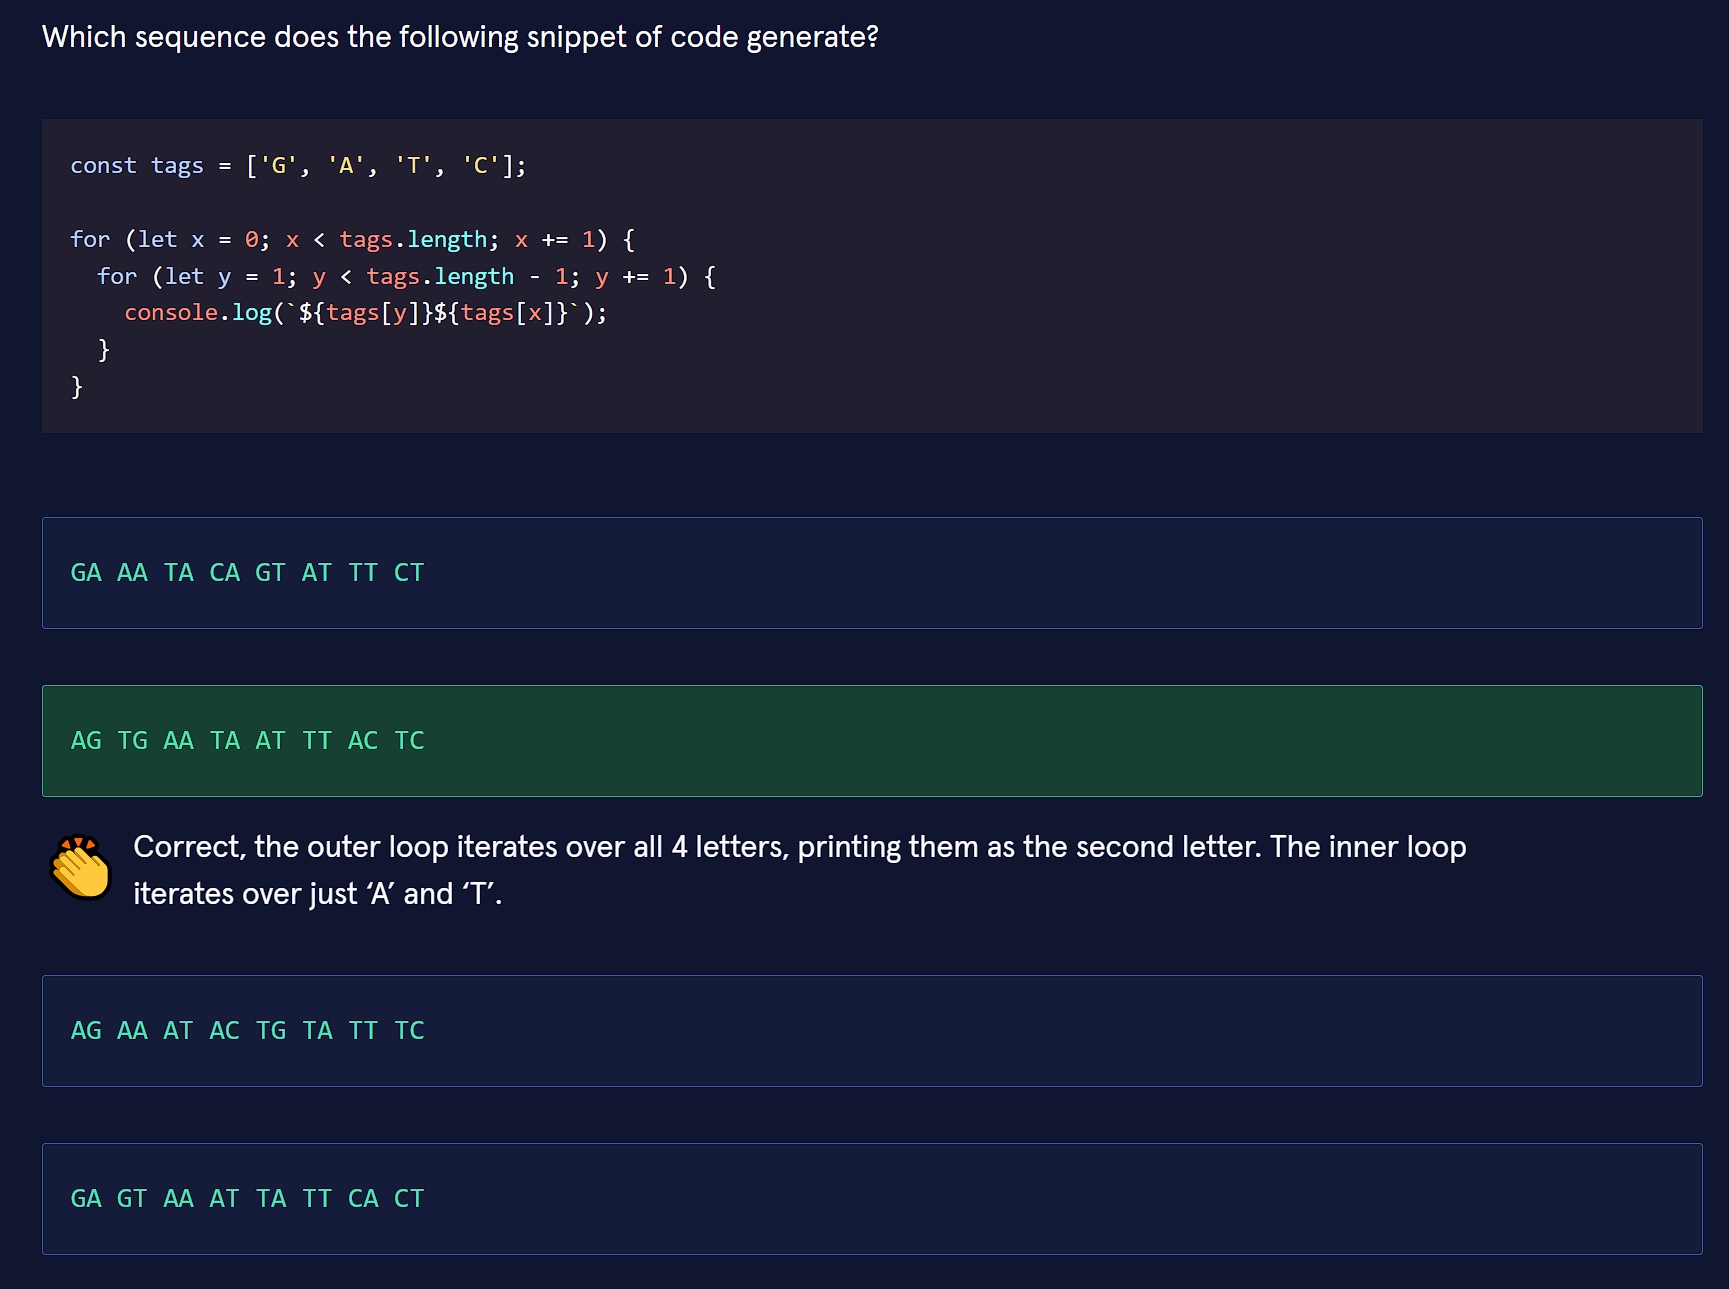 Which sequence does the following snippet of code generate?
const tags = ['G', 'A', 'T', 'C'];
for (let x = 0; x < tags.length; x += 1) {
  for (let y = 1; y < tags.length - 1; y += 1) {
    console.log(`${tags[y]}${tags[x]}`);
  }
}
GA AA TA CA GT AT TT CT
AG TG AA TA AT TT AC TC
Correct, the outer loop iterates over all 4 letters, printing them as the second letter. The inner loop
iterates over just ‘A’ and ‘T’.
AG AA AT AC TG TA TT TC
GA GT AA AT TA TT CA CT